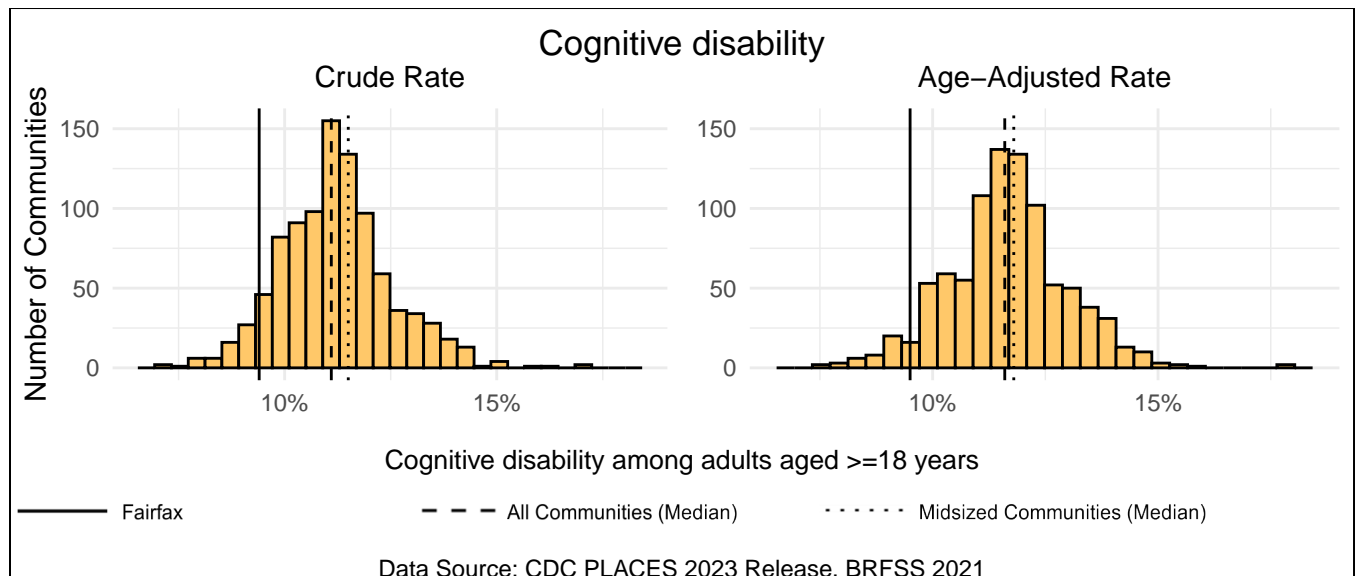 Cognitive disability
Crude Rate
Age−Adjusted Rate
Number of Communities
150
100
50
0
10%
15%
150
100
50
0
10%
15%
Cognitive disability among adults aged >=18 years
Fairfax
All Communities (Median)
Midsized Communities (Median)
Data Source: CDC PLACES 2023 Release, BRFSS 2021